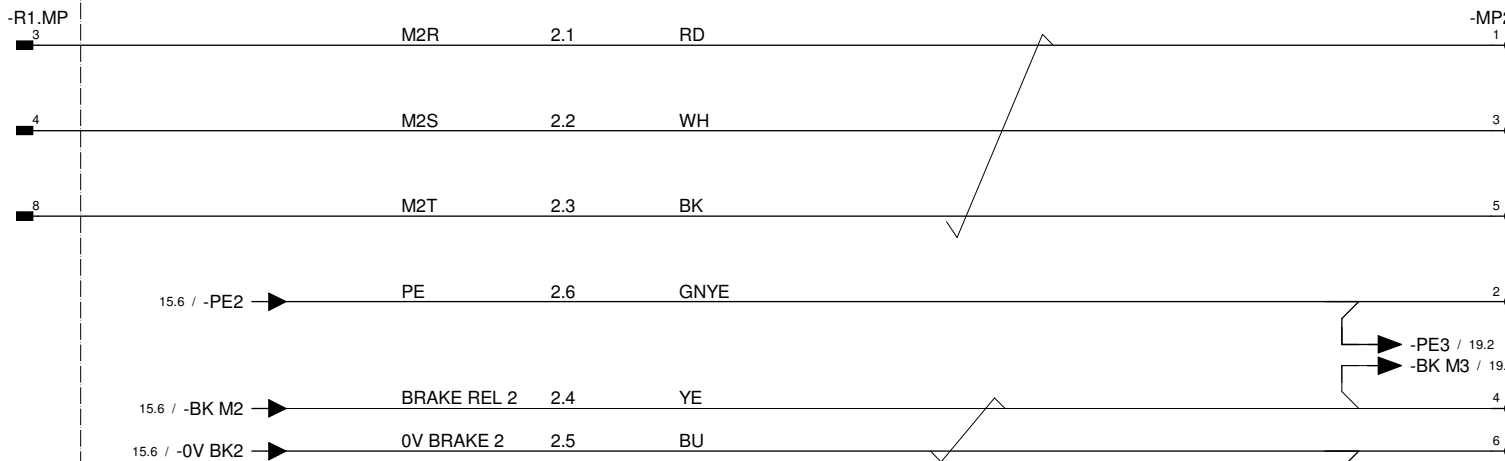 -R1.MP -MP2
3 M2R 2.1 RD 1
4 M2S 2.2 WH 3
8 M2T 2.3 BK 5
15.6 / -PE2 PE 2.6 GNYE 2
-PE3 / 19.2
-BK M3 / 19.
15.6 / -BK M2 BRAKE REL 2 2.4 YE 4
15.6 / -0V BK2 0V BRAKE 2 2.5 BU 6